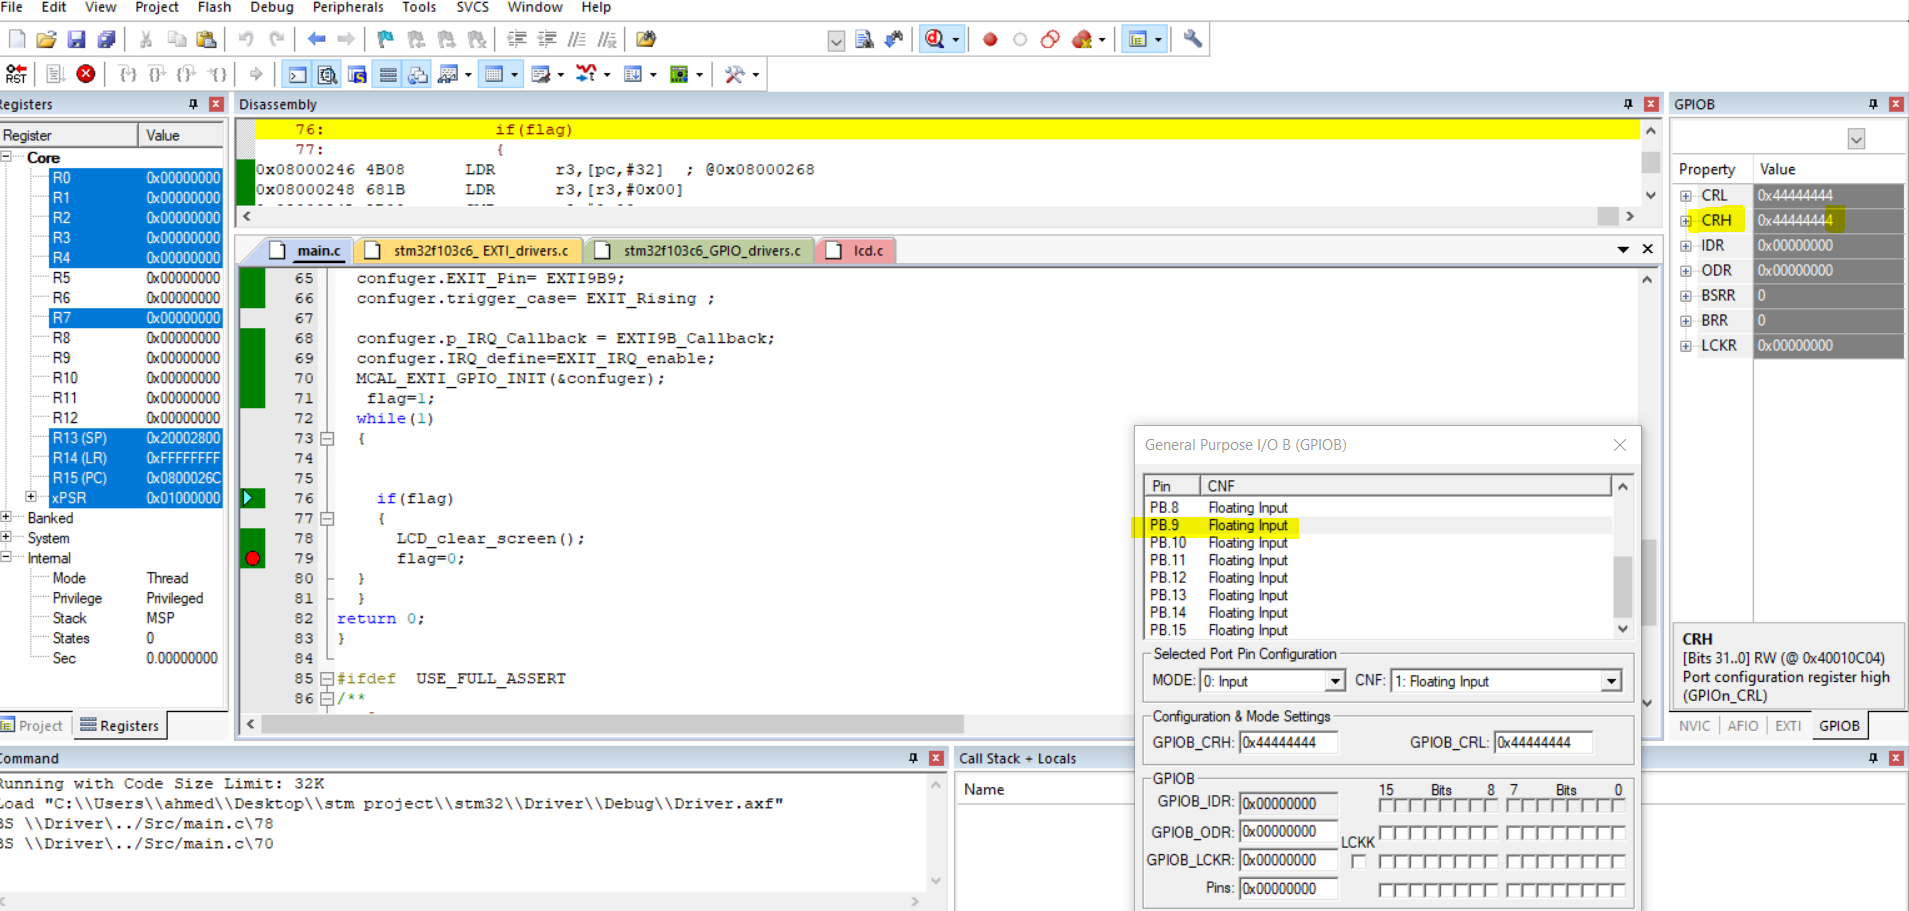 File Edit View Project Flash Debug Peripherals Tools SVCS Window Help
RST
Registers
Register Value
Core
R0 0x00000000
R1 0x00000000
R2 0x00000000
R3 0x00000000
R4 0x00000000
R5 0x00000000
R6 0x00000000
R7 0x00000000
R8 0x00000000
R9 0x00000000
R10 0x00000000
R11 0x00000000
R12 0x00000000
R13 (SP) 0x20002800
R14 (LR) 0xFFFFFFFF
R15 (PC) 0x0800026C
xPSR 0x01000000
Banked
System
Internal
Mode Thread
Privilege Privileged
Stack MSP
States 0
Sec 0.00000000
Project Registers
Disassembly
76: if(flag)
77: {
0x08000246 4B08 LDR r3,[pc,#32] ; @0x08000268
0x08000248 681B LDR r3,[r3,#0x00]
main.c stm32f103c6_ EXTI_drivers.c stm32f103c6_GPIO_drivers.c lcd.c
65 confuger.EXIT_Pin= EXTI9B9;
66 confuger.trigger_case= EXIT_Rising ;
67
68 confuger.p_IRQ_Callback = EXTI9B_Callback;
69 confuger.IRQ_define=EXIT_IRQ_enable;
70 MCAL_EXTI_GPIO_INIT(&confuger);
71 flag=1;
72 while(1)
73 {
74
75
76 if(flag)
77 {
78 LCD_clear_screen();
79 flag=0;
80 }
81 }
82 return 0;
83 }
84
85 #ifdef USE_FULL_ASSERT
86 /**
General Purpose I/O B (GPIOB)
Pin CNF
PB.8 Floating Input
PB.9 Floating Input
PB.10 Floating Input
PB.11 Floating Input
PB.12 Floating Input
PB.13 Floating Input
PB.14 Floating Input
PB.15 Floating Input
Selected Port Pin Configuration
MODE: 0: Input CNF: 1: Floating Input
Configuration & Mode Settings
GPIOB_CRH: 0x44444444 GPIOB_CRL: 0x44444444
GPIOB
15 Bits 8 7 Bits 0
GPIOB_IDR: 0x00000000
GPIOB_ODR: 0x00000000
LCKK
GPIOB_LCKR: 0x00000000
Pins: 0x00000000
GPIOB
Property Value
CRL 0x44444444
CRH 0x44444444
IDR 0x00000000
ODR 0x00000000
BSRR 0
BRR 0
LCKR 0x00000000
CRH
[Bits 31..0] RW (@ 0x40010C04)
Port configuration register high
(GPIOn_CRL)
NVIC AFIO EXTI GPIOB
Command
Running with Code Size Limit: 32K
Load "C:\\Users\\ahmed\\Desktop\\stm project\\stm32\\Driver\\Debug\\Driver.axf"
BS \\Driver\../Src/main.c\78
BS \\Driver\../Src/main.c\70
Call Stack + Locals
Name